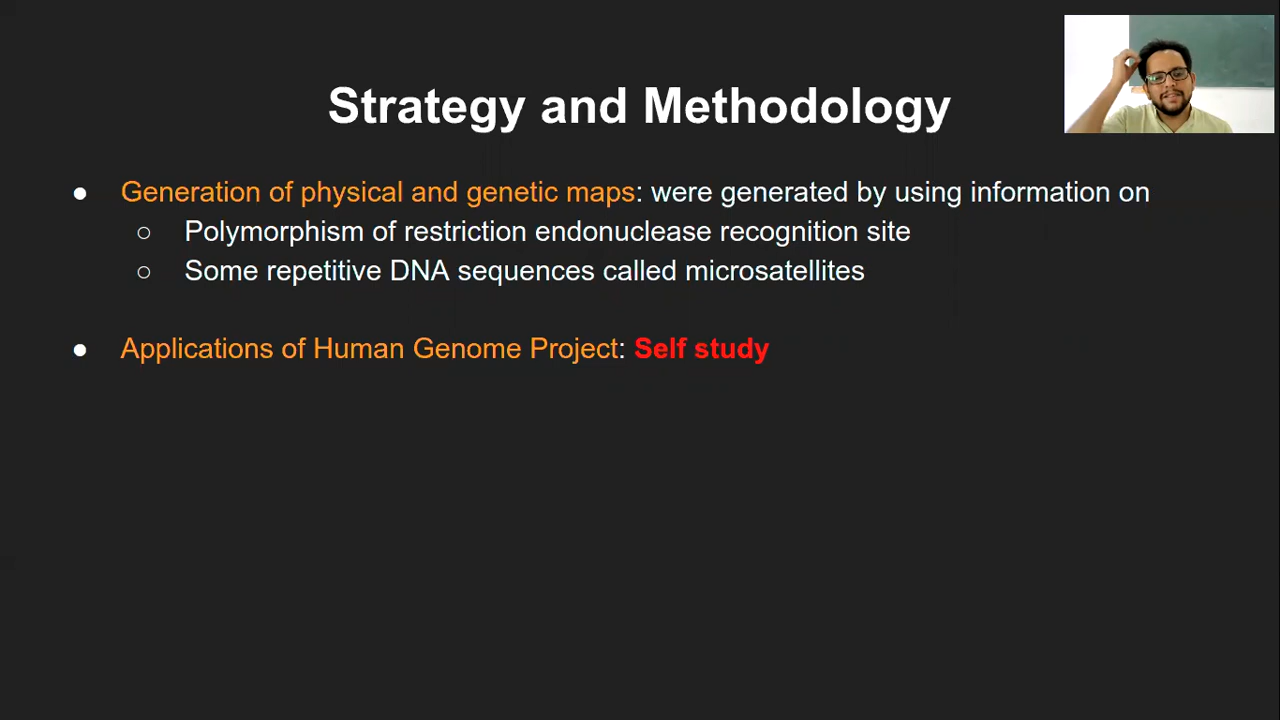 Strategy and Methodology
● Generation of physical and genetic maps: were generated by using information on
○ Polymorphism of restriction endonuclease recognition site
○ Some repetitive DNA sequences called microsatellites
● Applications of Human Genome Project: Self study